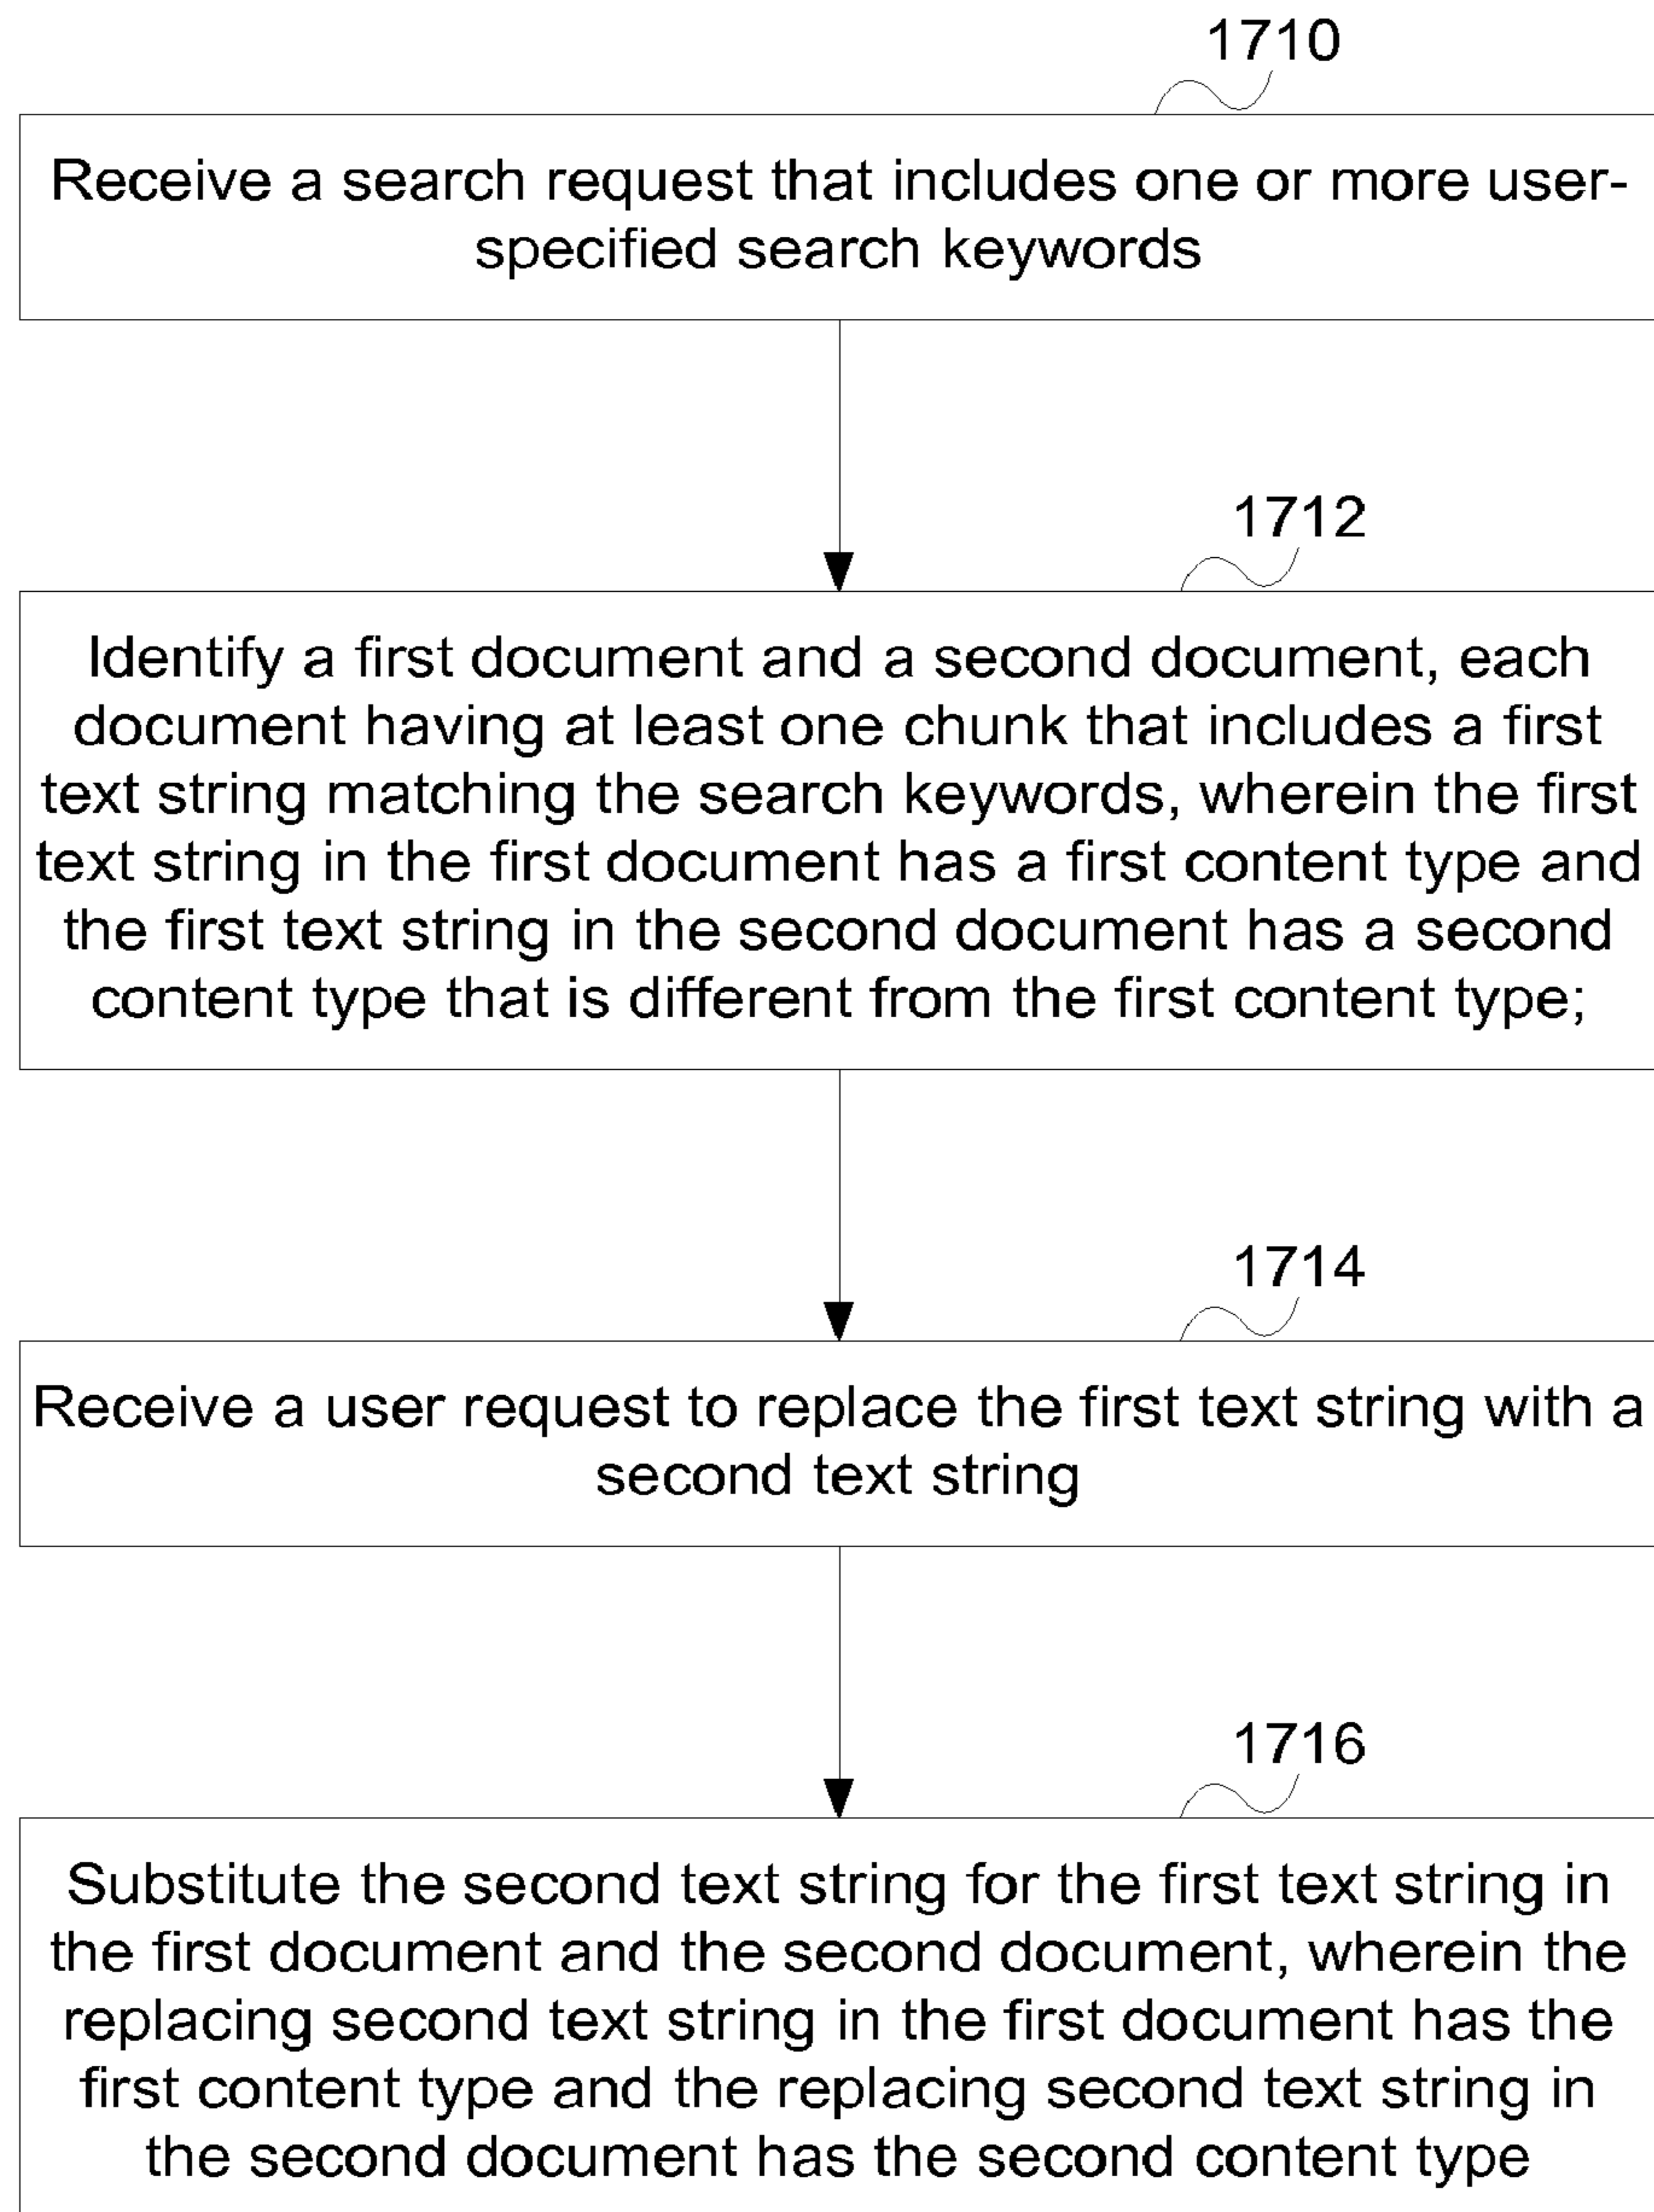 1710
Receive a search request that includes one or more user-
specified search keywords
1712
Identify a first document and a second document, each
document having at least one chunk that includes a first
text string matching the search keywords, wherein the first
text string in the first document has a first content type and
the first text string in the second document has a second
content type that is different from the first content type;
1714
Receive a user request to replace the first text string with a
second text string
1716
Substitute the second text string for the first text string in
the first document and the second document, wherein the
replacing second text string in the first document has the
first content type and the replacing second text string in
the second document has the second content type